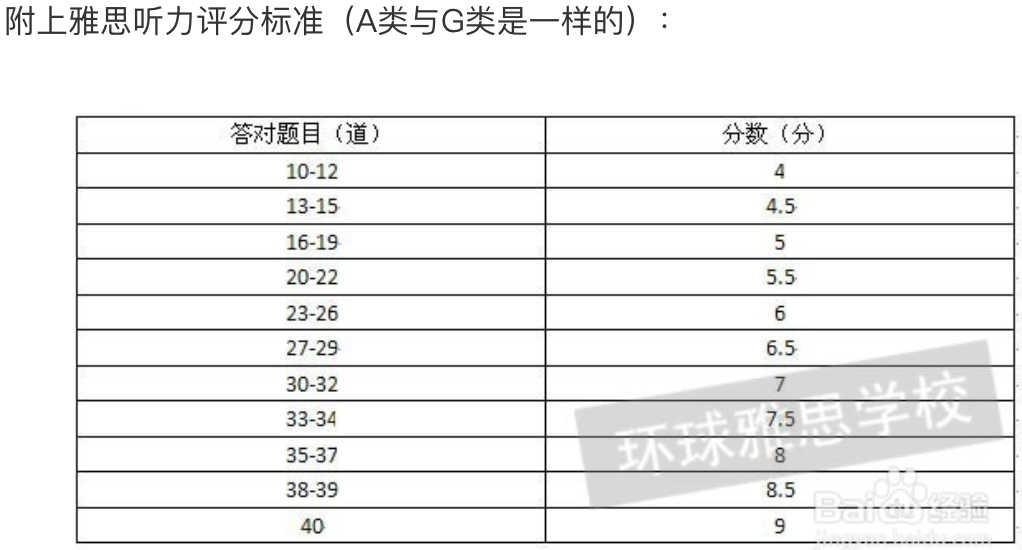 附上雅思听力评分标准（A类与G类是一样的）：
答对题目（道） 分数（分）
10-12 4
13-15 4.5
16-19 5
20-22 5.5
23-26 6
27-29 6.5
30-32 7
33-34 7.5
35-37 8
38-39 8.5
40 9
环球雅思学校
Baidu 经验
jingyan.baidu.com